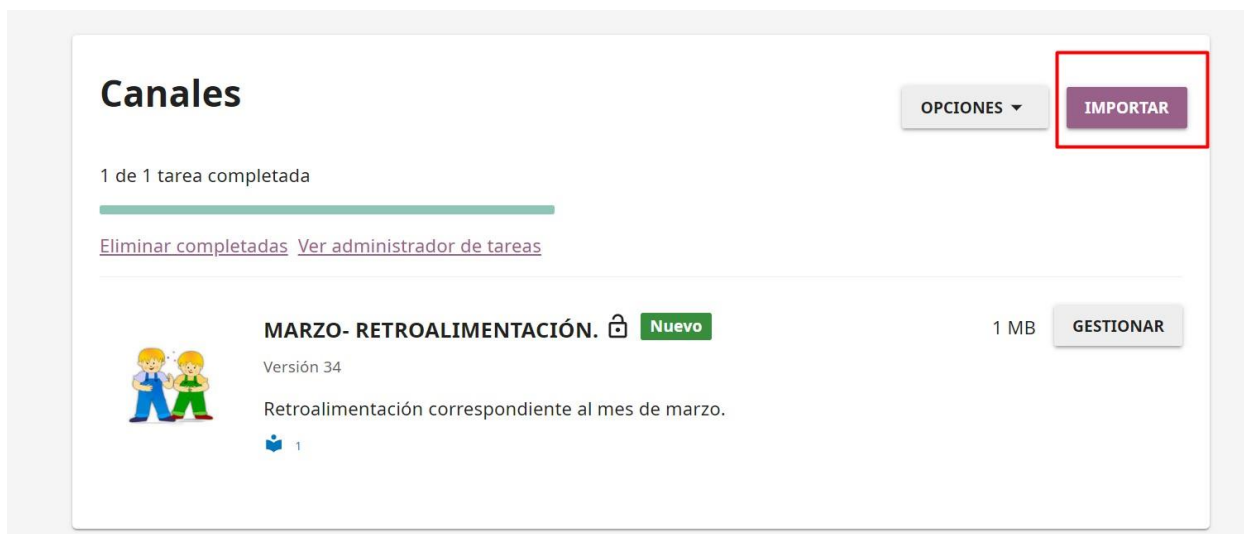 Canales
OPCIONES
IMPORTAR
1 de 1 tarea completada
Eliminar completadas Ver administrador de tareas
MARZO- RETROALIMENTACIÓN. Nuevo
1 MB
GESTIONAR
Versión 34
Retroalimentación correspondiente al mes de marzo.
1